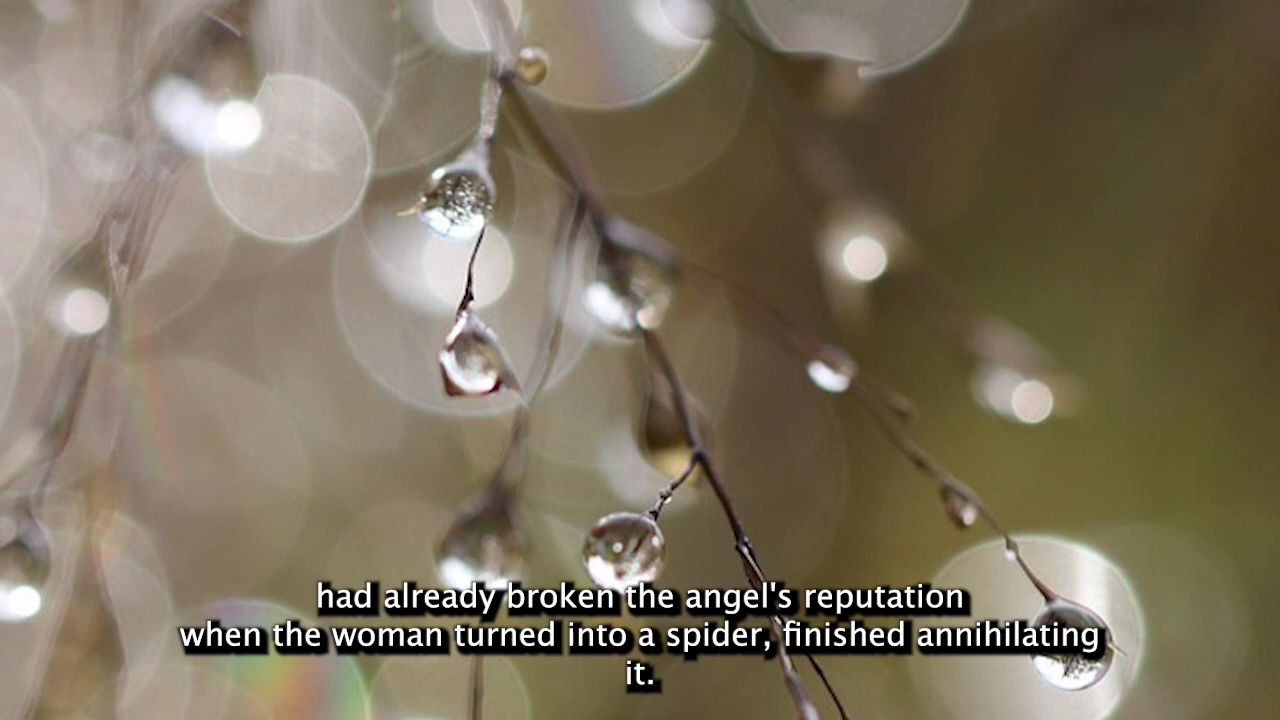 had already broken the angel's reputation
when the woman turned into a spider, finished annihilating
it.